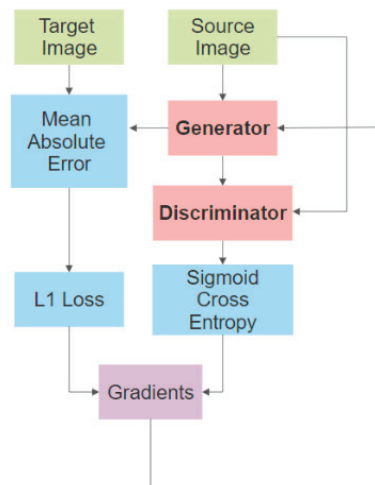 Target
Image
Source
Image
Mean
Absolute
Error
Generator
Discriminator
L1 Loss
Sigmoid
Cross
Entropy
Gradients